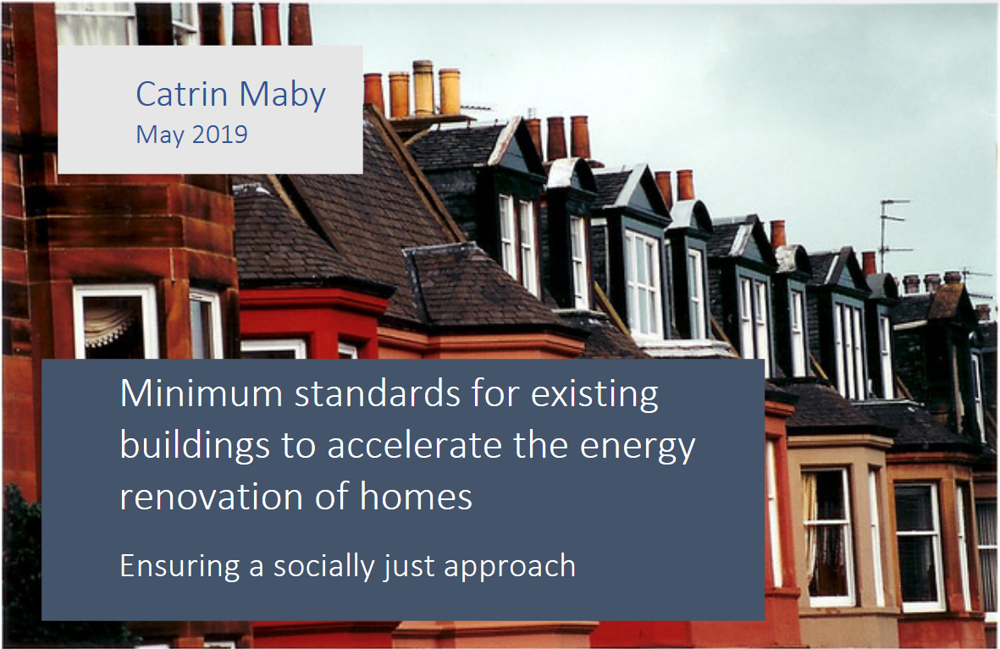 Catrin Maby
May 2019
Minimum standards for existing
buildings to accelerate the energy
renovation of homes
Ensuring a socially just approach